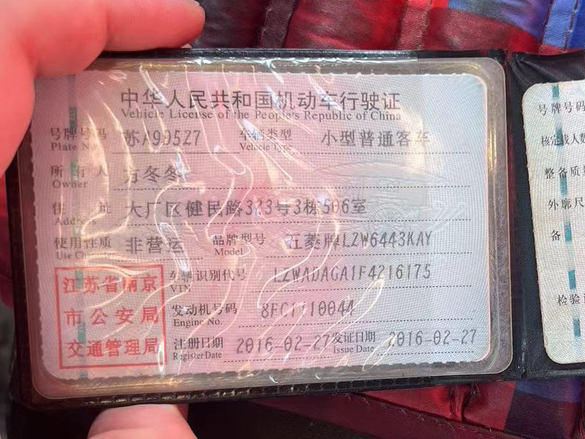 中华人民共和国机动车行驶证
Vehicle License of the People's Republic of China
号牌号码 苏A995Z7 车辆类型 小型普通客车
Plate No. Vehicle Type
所有人 方冬冬
Owner
住址 大厂区健民路333号3栋506室
Address
使用性质 非营运 品牌型号 五菱牌LZW6443KAY
Use Character Model
江苏省南京市公安局交通管理局
车辆识别代号 LZWADAGA1F4216175
VIN
发动机号码 8FC1110044
Engine No.
注册日期 2016-02-27 发证日期 2016-02-27
Register Date Issue Date
号牌号码
核定载人数
整备质
外廓尺
备
检验